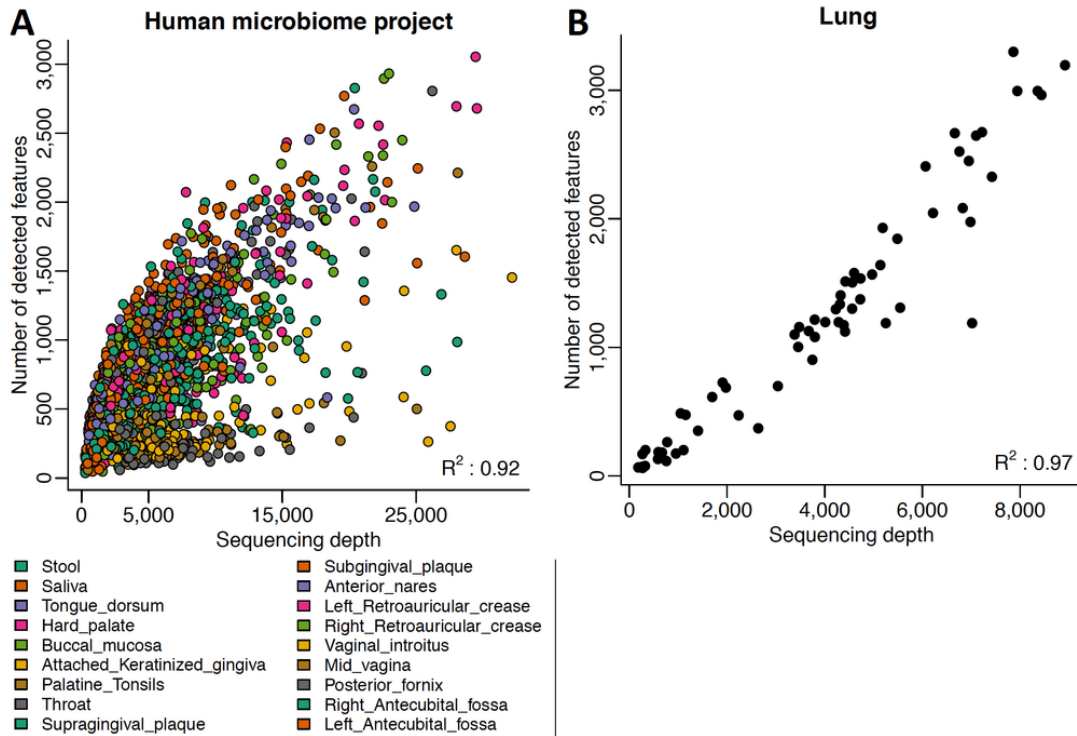 A
Human microbiome project
Number of detected features
3,000
2,500
2,000
1,500
1,000
500
0
0
5,000
15,000
25,000
Sequencing depth
R² : 0.92
B
Lung
Number of detected features
3,000
2,000
1,000
0
0
2,000
4,000
6,000
8,000
Sequencing depth
R² : 0.97
Stool
Saliva
Tongue_dorsum
Hard_palate
Buccal_mucosa
Attached_Keratinized_gingiva
Palatine_Tonsils
Throat
Supragingival_plaque
Subgingival_plaque
Anterior_nares
Left_Retroauricular_crease
Right_Retroauricular_crease
Vaginal_introitus
Mid_vagina
Posterior_fornix
Right_Antecubital_fossa
Left_Antecubital_fossa